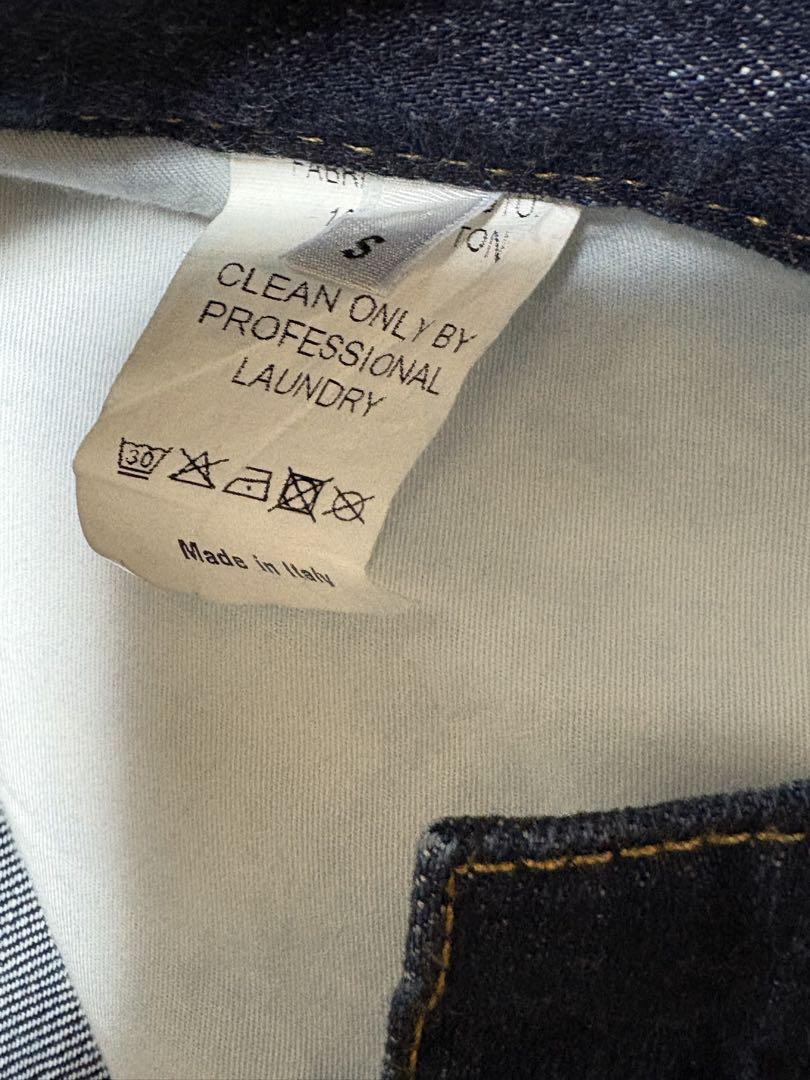 S
CLEAN ONLY BY
PROFESSIONAL
LAUNDRY
30
Made in Italy